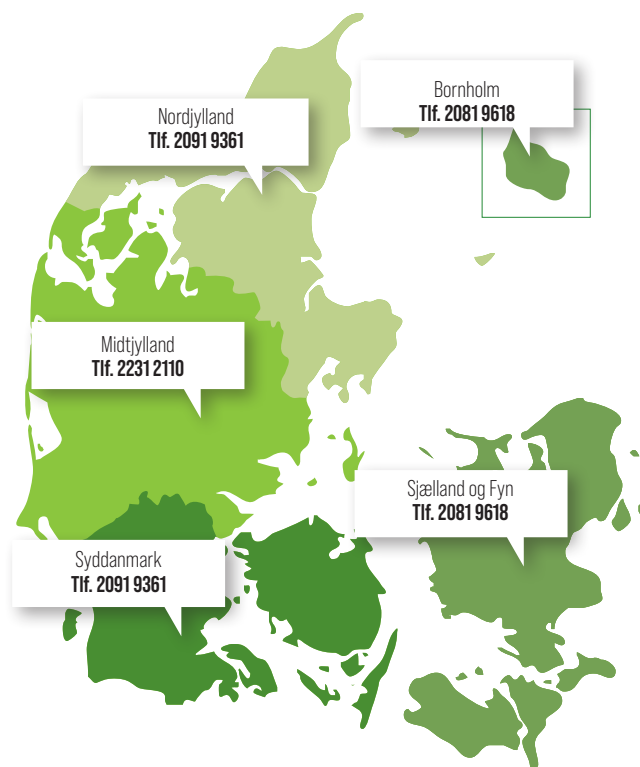 Bornholm
Tlf. 2081 9618
Nordjylland
Tlf. 2091 9361
Midtjylland
Tlf. 2231 2110
Sjælland og Fyn
Tlf. 2081 9618
Syddanmark
Tlf. 2091 9361